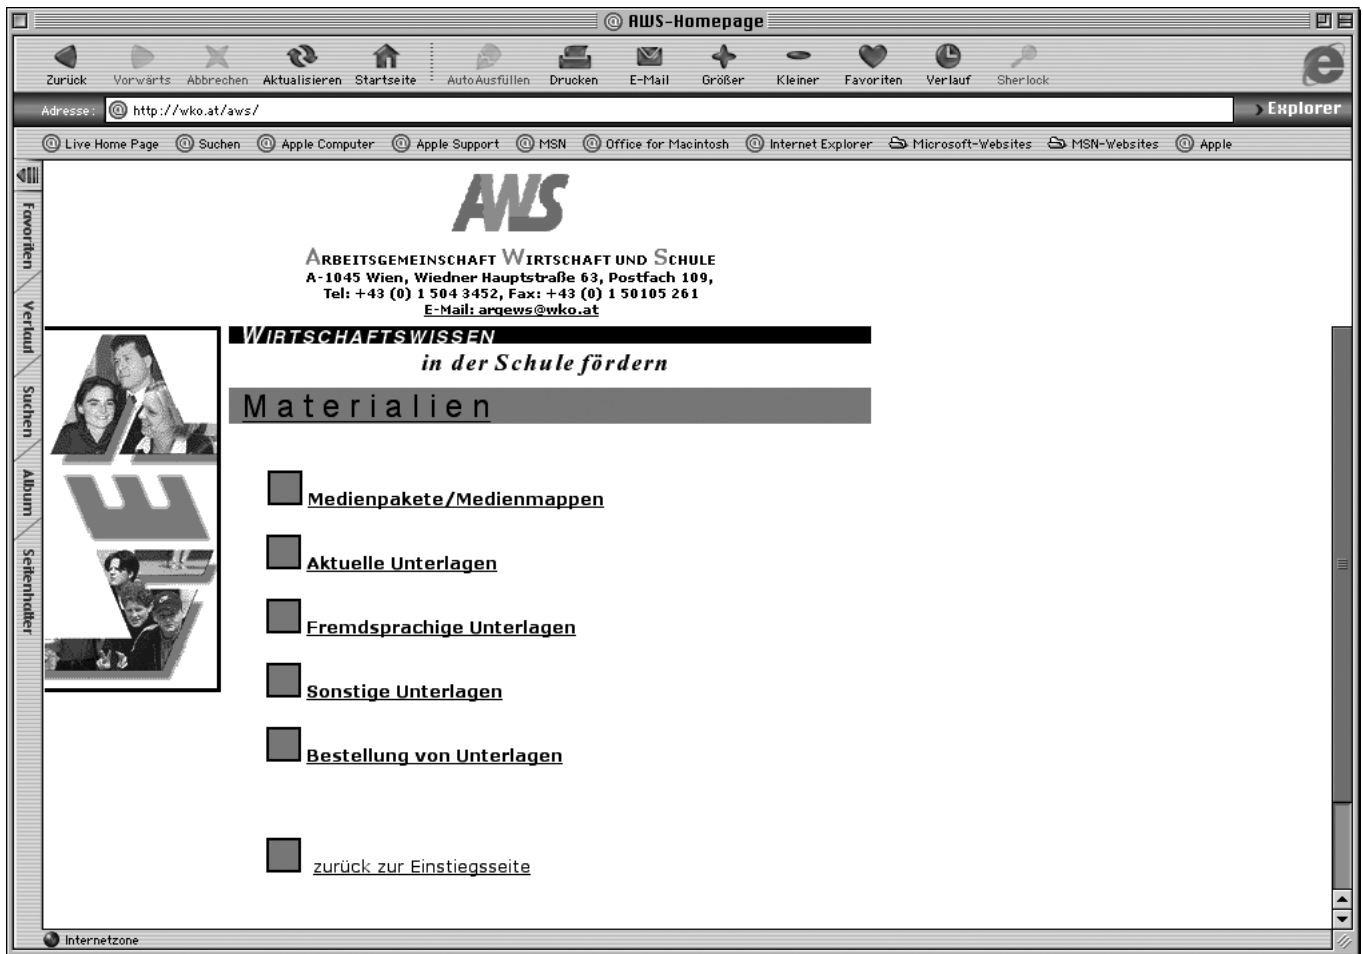 AWS-Homepage
Zurück Vorwärts Abbrechen Aktualisieren Startseite AutoAusfüllen Drucken E-Mail Größer Kleiner Favoriten Verlauf Sherlock
Adresse: http://wko.at/aws/ Explorer
Live Home Page Suchen Apple Computer Apple Support MSN Office for Macintosh Internet Explorer Microsoft-Websites MSN-Websites Apple
Favoriten
Verlauf
Suchen
Album
Seitenhalter
AWS
ARBEITSGEMEINSCHAFT WIRTSCHAFT UND SCHULE
A-1045 Wien, Wiedner Hauptstraße 63, Postfach 109,
Tel: +43 (0) 1 504 3452, Fax: +43 (0) 1 50105 261
E-Mail: argews@wko.at
WIRTSCHAFTSWISSEN
in der Schule fördern
Materialien
Medienpakete/Medienmappen
Aktuelle Unterlagen
Fremdsprachige Unterlagen
Sonstige Unterlagen
Bestellung von Unterlagen
zurück zur Einstiegsseite
Internetzone